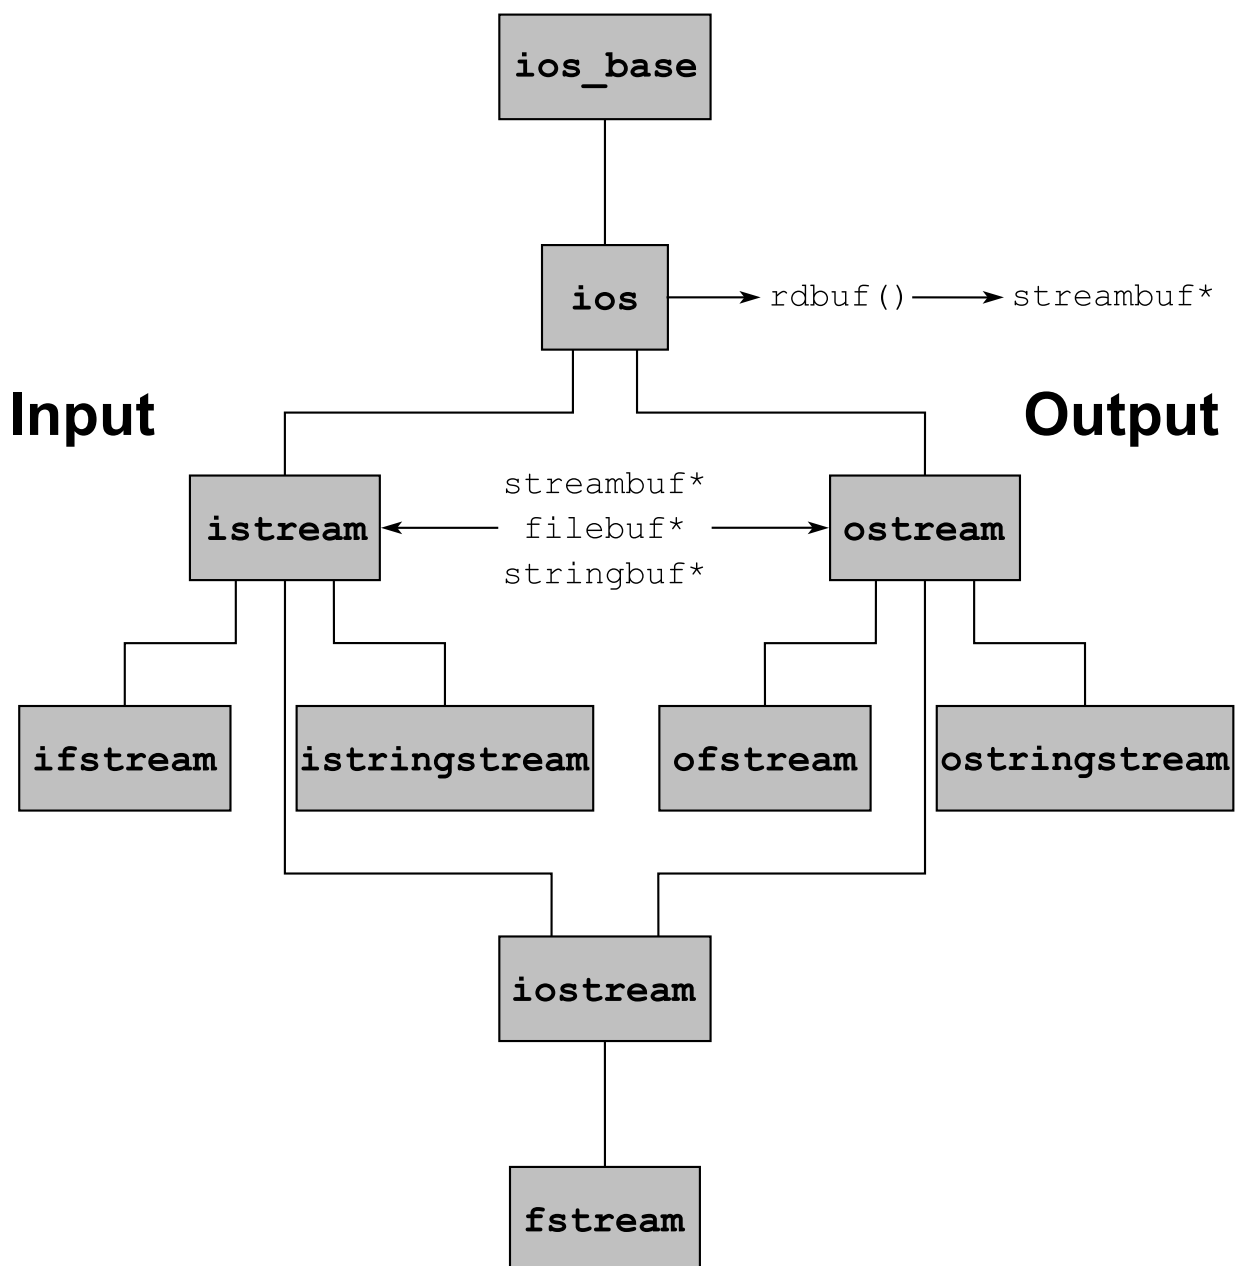 ios_base
ios
rdbuf()
streambuf*
Input
Output
streambuf*
istream
filebuf*
ostream
stringbuf*
ifstream
istringstream
ofstream
ostringstream
iostream
fstream